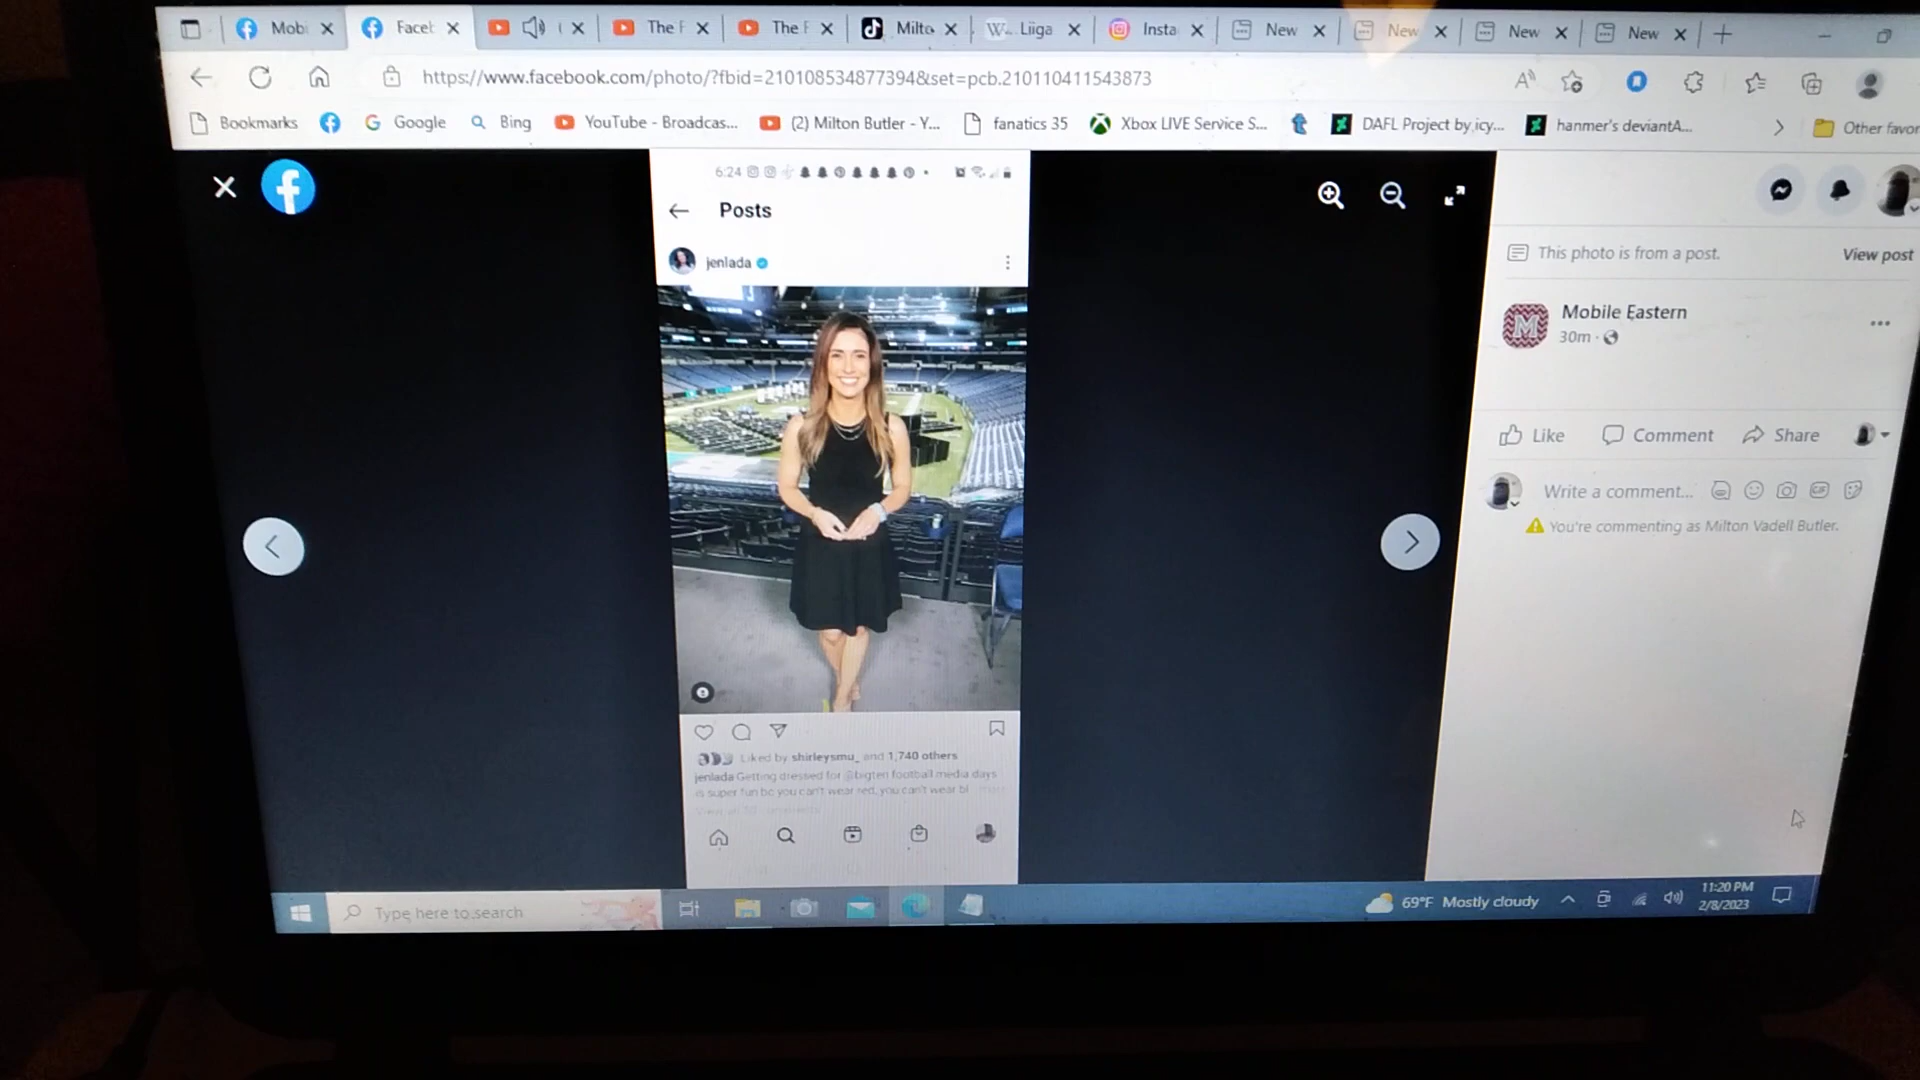 Mobi
Faceb
The F
The F
Milto
Liiga
Insta
New
New
New
New
https://www.facebook.com/photo/?fbid=210108534877394&set=pcb.210110411543873
Bookmarks
Google
Bing
YouTube - Broadcas...
(2) Milton Butler - Y...
fanatics 35
Xbox LIVE Service S...
DAFL Project by icy...
hanmer's deviantA...
Other favor
6:24
Posts
jenlada
Liked by shirleysmu_ and 1,740 others
jenlada Getting dressed for @bigten football media days
is super fun bc you can't wear red, you can't wear bl
This photo is from a post.
View post
Mobile Eastern
30m
Like
Comment
Share
Write a comment...
GIF
You're commenting as Milton Vadell Butler.
Type here to search
69°F Mostly cloudy
11:20 PM
2/8/2023